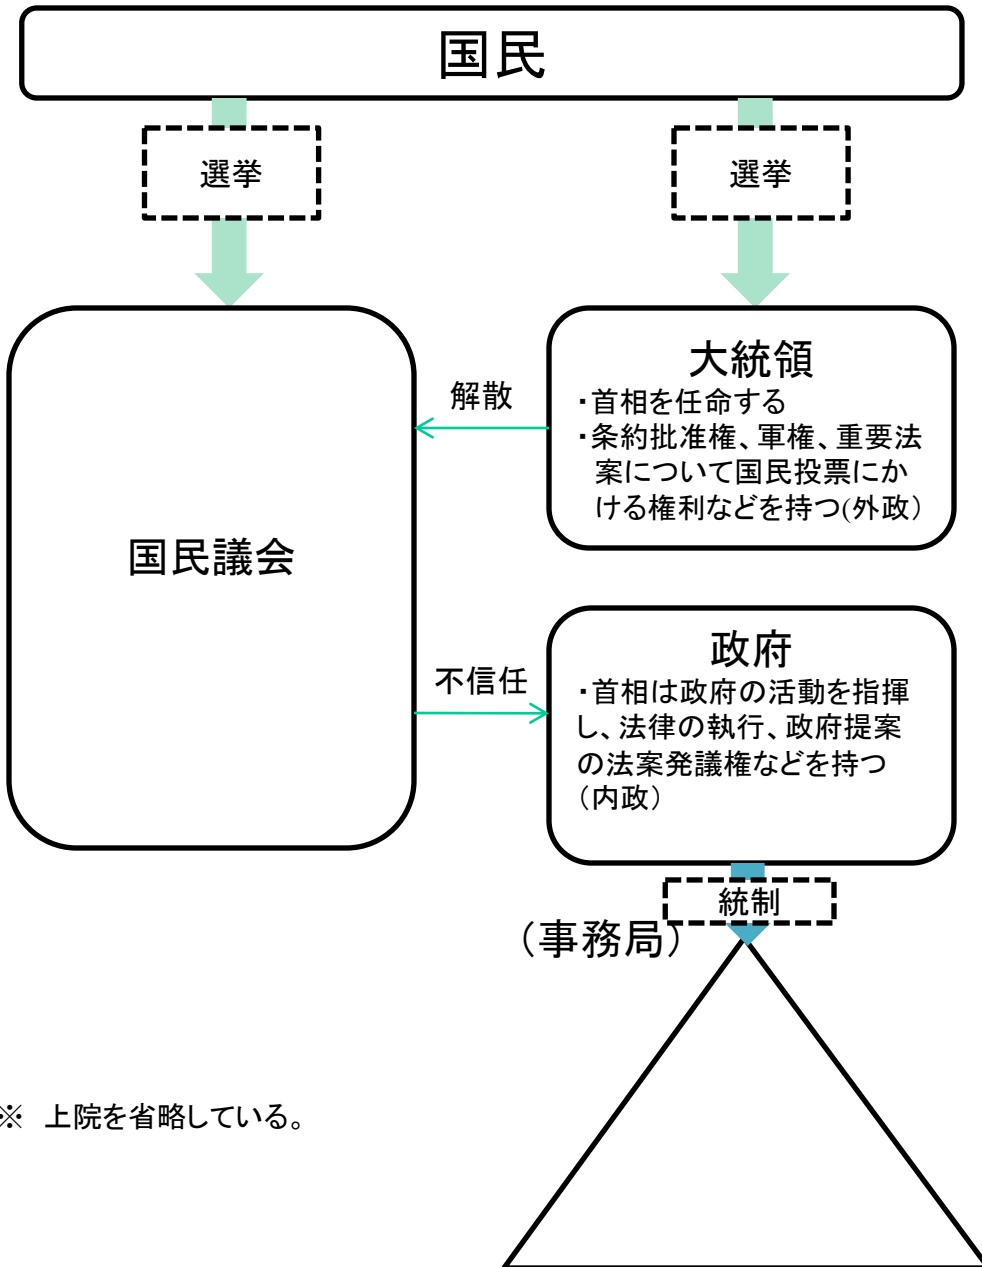 国民
選挙
選挙
大統領
・首相を任命する
・条約批准権、軍権、重要法
案について国民投票にか
ける権利などを持つ(外政）
解散
国民議会
不信任
政府
・首相は政府の活動を指揮
し、法律の執行、政府提案
の法案発議権などを持つ
（内政）
統制
（事務局）
※　上院を省略している。